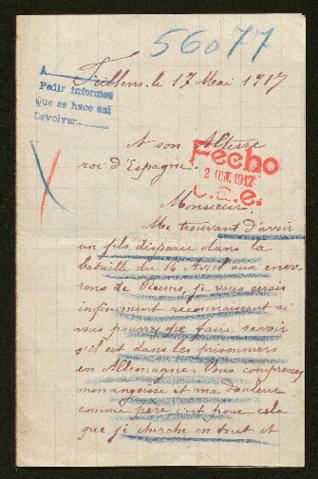 56077
A
Pedir informes
Que se hace así
Devolver
le 17 Mai 1917
A son Altesse
roi d'Espagne
Fecho
2 JUN. 1917
Monsieur
Me trouvant d'avoir
un fils disparu dans la
bataille du 16 Avril aux envi-
rons de Reims, je vous serais
infiniment reconnaissant si
vous pouvez me faire savoir
s'il est dans les prisonniers
en Allemagne. Vous comprenez
mon angoisse et ma douleur
comme père c'est pour cela
que je cherche en tout et